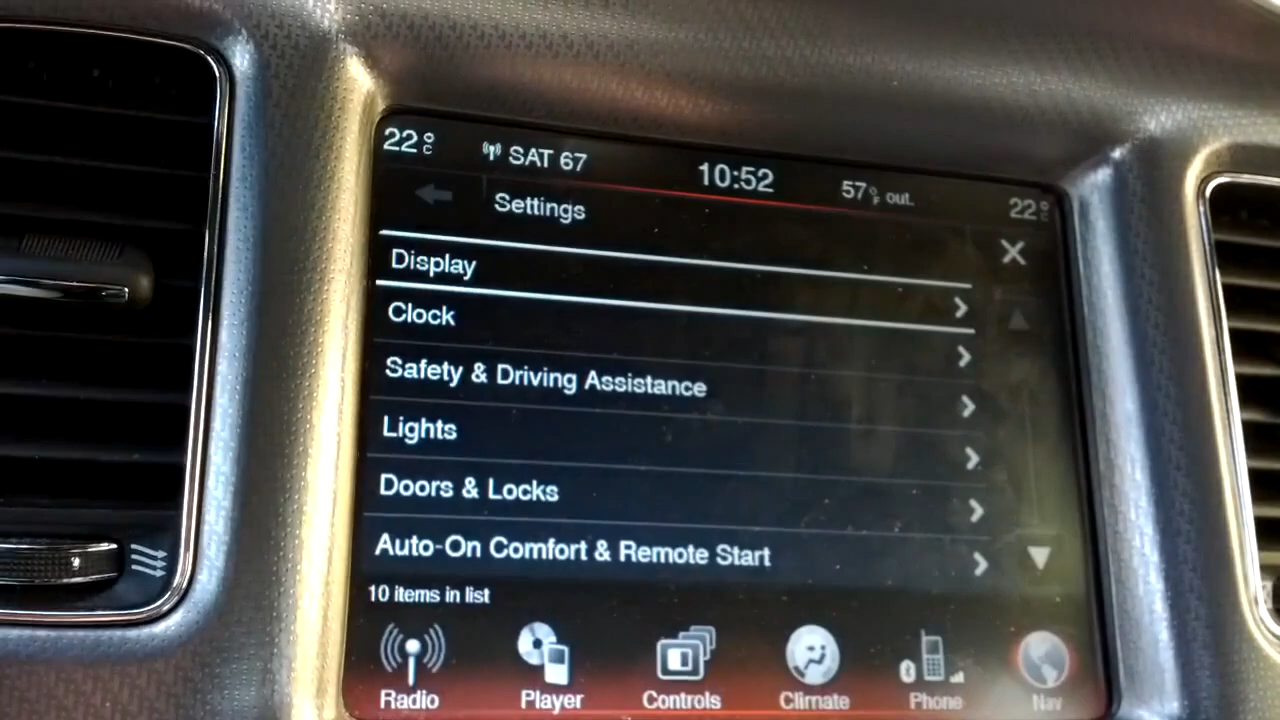 22°C SAT 67 10:52 57°F out. 22°C
Settings
Display
Clock
Safety & Driving Assistance
Lights
Doors & Locks
Auto-On Comfort & Remote Start
10 items in list
Radio Player Controls Climate Phone Nav